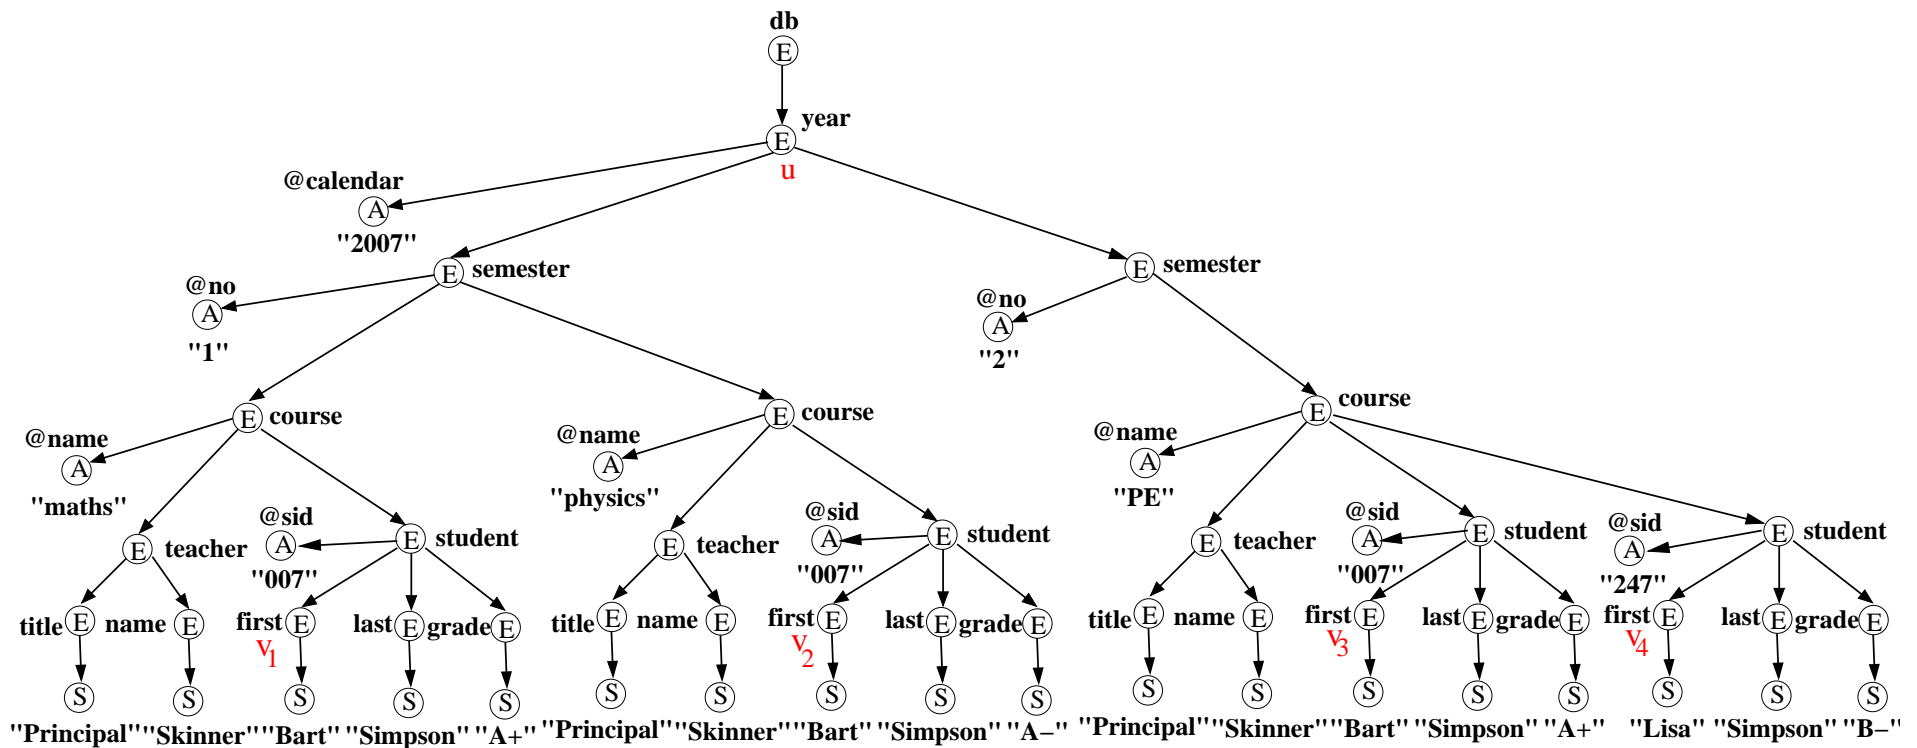 db
E
year
E
u
@calendar
A
"2007"
E semester
E semester
@no
A
"1"
@no
A
"2"
E course
E course
E course
@name
A
"maths"
@name
A
"physics"
@name
A
"PE"
E teacher
@sid
A
"007"
E student
E teacher
@sid
A
"007"
E student
E teacher
@sid
A
"007"
E student
@sid
A
"247"
E student
title E name E first E last E grade E
V1
title E name E first E last E grade E
V2
title E name E first E last E grade E
V3
first E last E grade E
V4
S S S S S S S S S S S S S S S S S S
"Principal" "Skinner" "Bart" "Simpson" "A+" "Principal" "Skinner" "Bart" "Simpson" "A−" "Principal" "Skinner" "Bart" "Simpson" "A+" "Lisa" "Simpson" "B−"